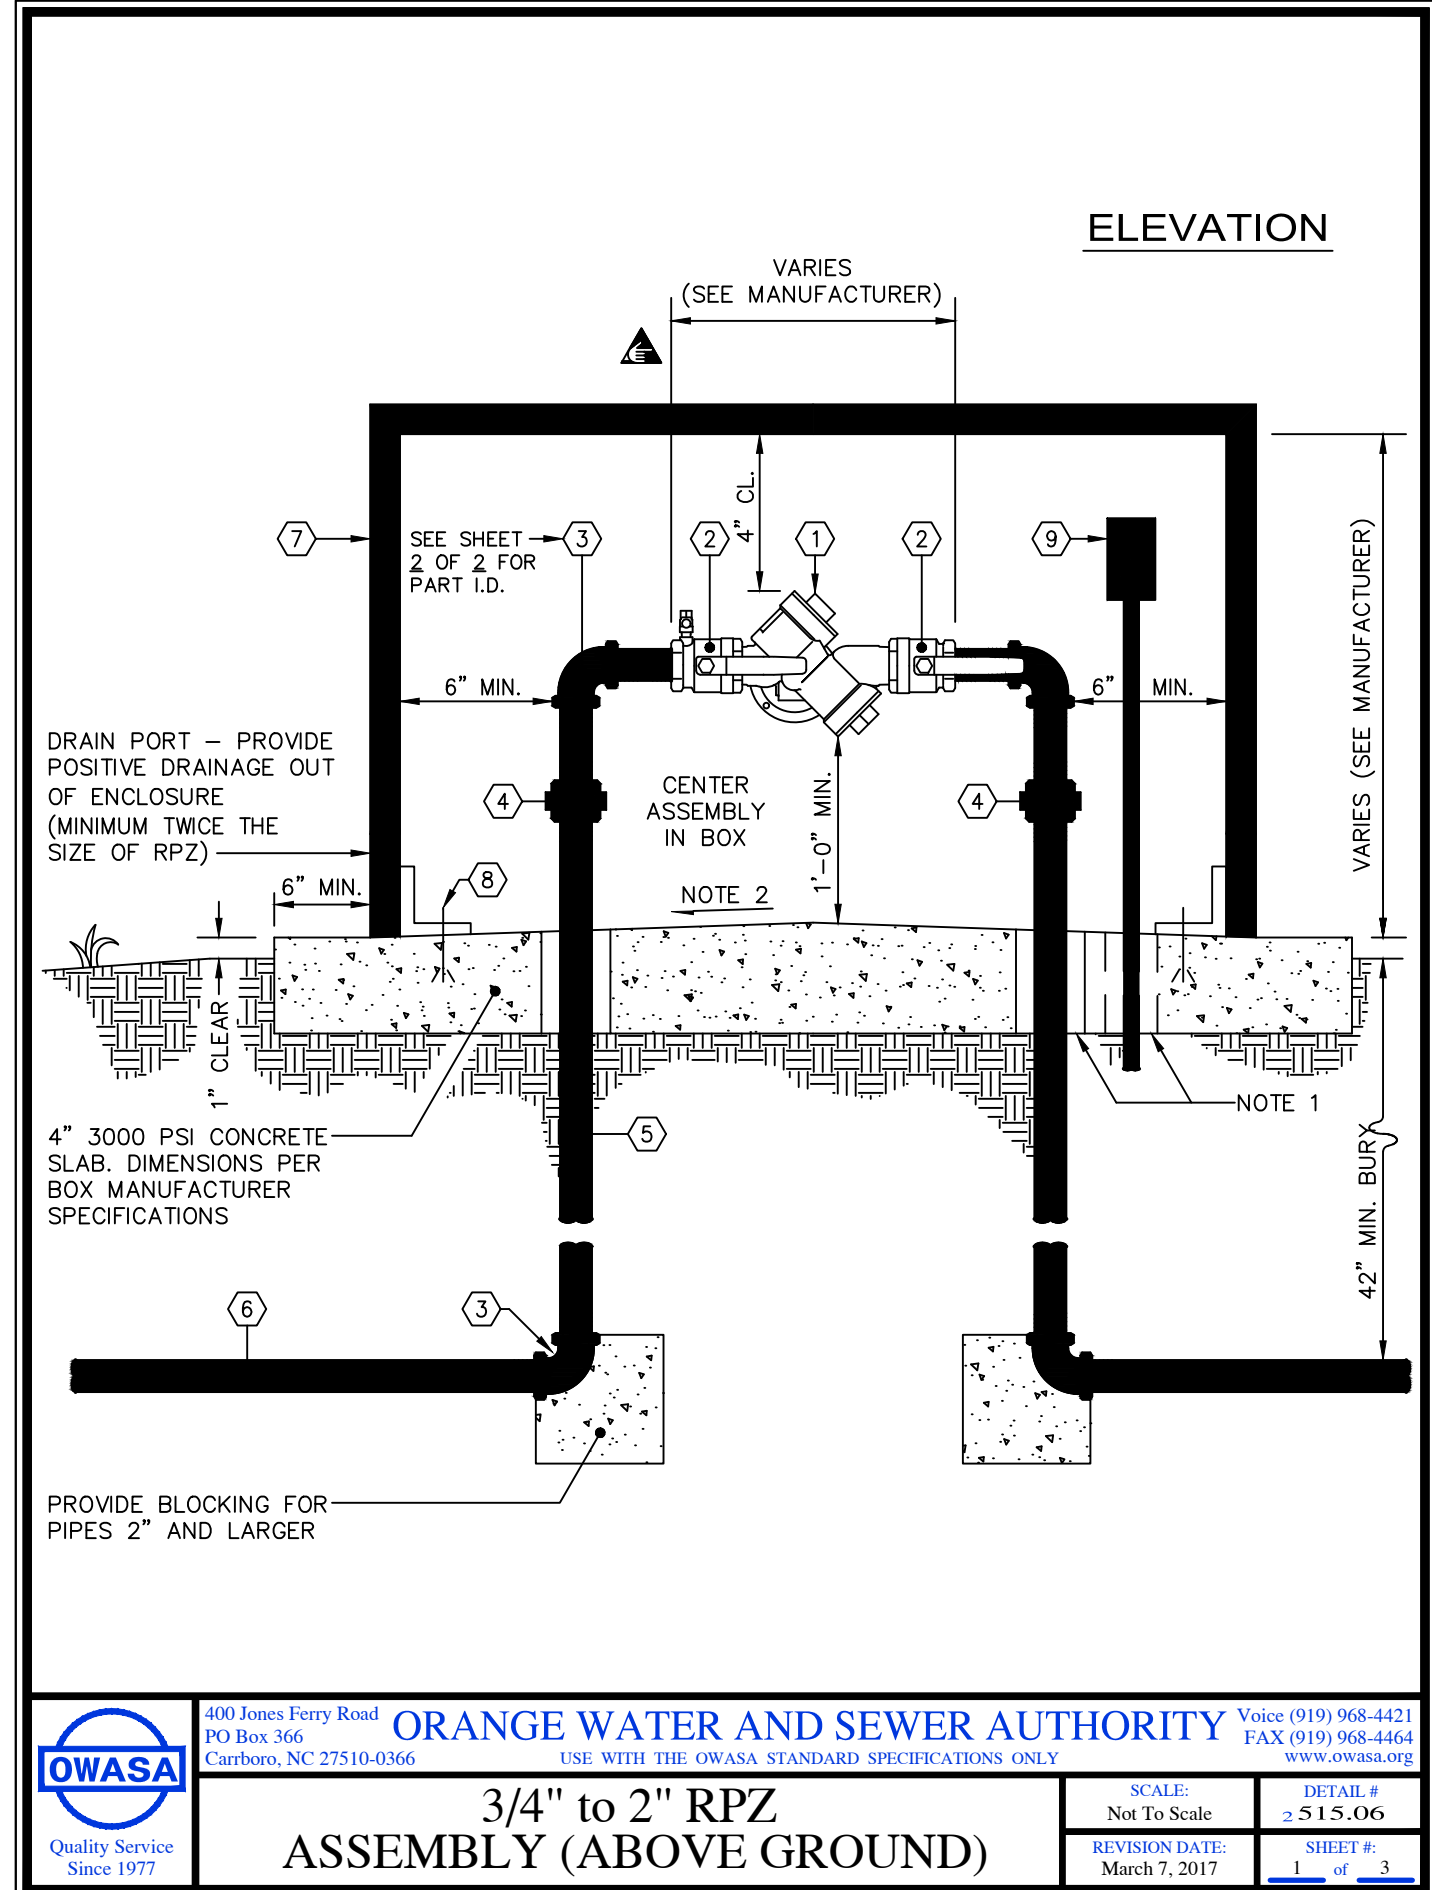 ELEVATION
VARIES
(SEE MANUFACTURER)
4" CL.
7
SEE SHEET
2 OF 2 FOR
PART I.D.
3
2
1
2
9
VARIES (SEE MANUFACTURER)
6" MIN.
6" MIN.
DRAIN PORT – PROVIDE
POSITIVE DRAINAGE OUT
OF ENCLOSURE
(MINIMUM TWICE THE
SIZE OF RPZ)
4
CENTER
ASSEMBLY
IN BOX
1'–0" MIN.
4
6" MIN.
8
NOTE 2
1" CLEAR
NOTE 1
4" 3000 PSI CONCRETE
SLAB. DIMENSIONS PER
BOX MANUFACTURER
SPECIFICATIONS
5
42" MIN. BURY
6
3
PROVIDE BLOCKING FOR
PIPES 2" AND LARGER
OWASA
Quality Service
Since 1977
400 Jones Ferry Road
PO Box 366
Carrboro, NC 27510-0366
ORANGE WATER AND SEWER AUTHORITY
USE WITH THE OWASA STANDARD SPECIFICATIONS ONLY
Voice (919) 968-4421
FAX (919) 968-4464
www.owasa.org
3/4" to 2" RPZ
ASSEMBLY (ABOVE GROUND)
SCALE:
Not To Scale
DETAIL #
2 515.06
REVISION DATE:
March 7, 2017
SHEET #:
1 of 3